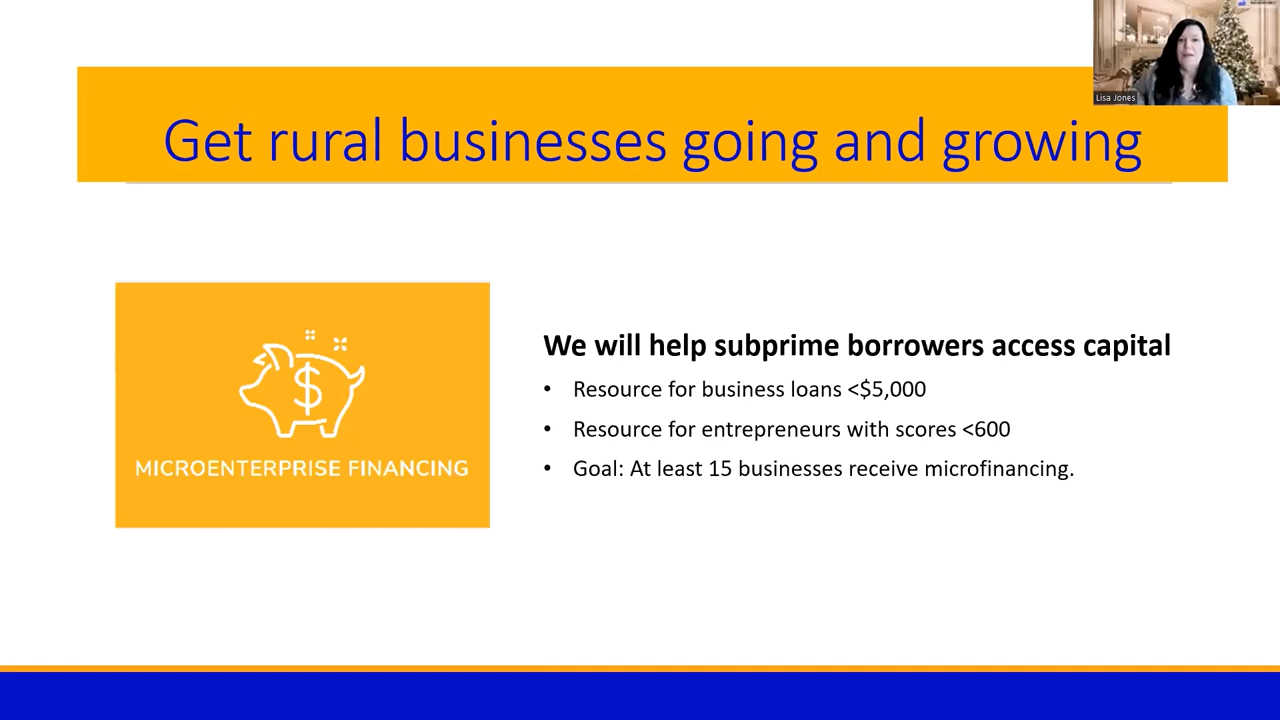 Lisa Jones
Get rural businesses going and growing
MICROENTERPRISE FINANCING
We will help subprime borrowers access capital
• Resource for business loans <$5,000
• Resource for entrepreneurs with scores <600
• Goal: At least 15 businesses receive microfinancing.